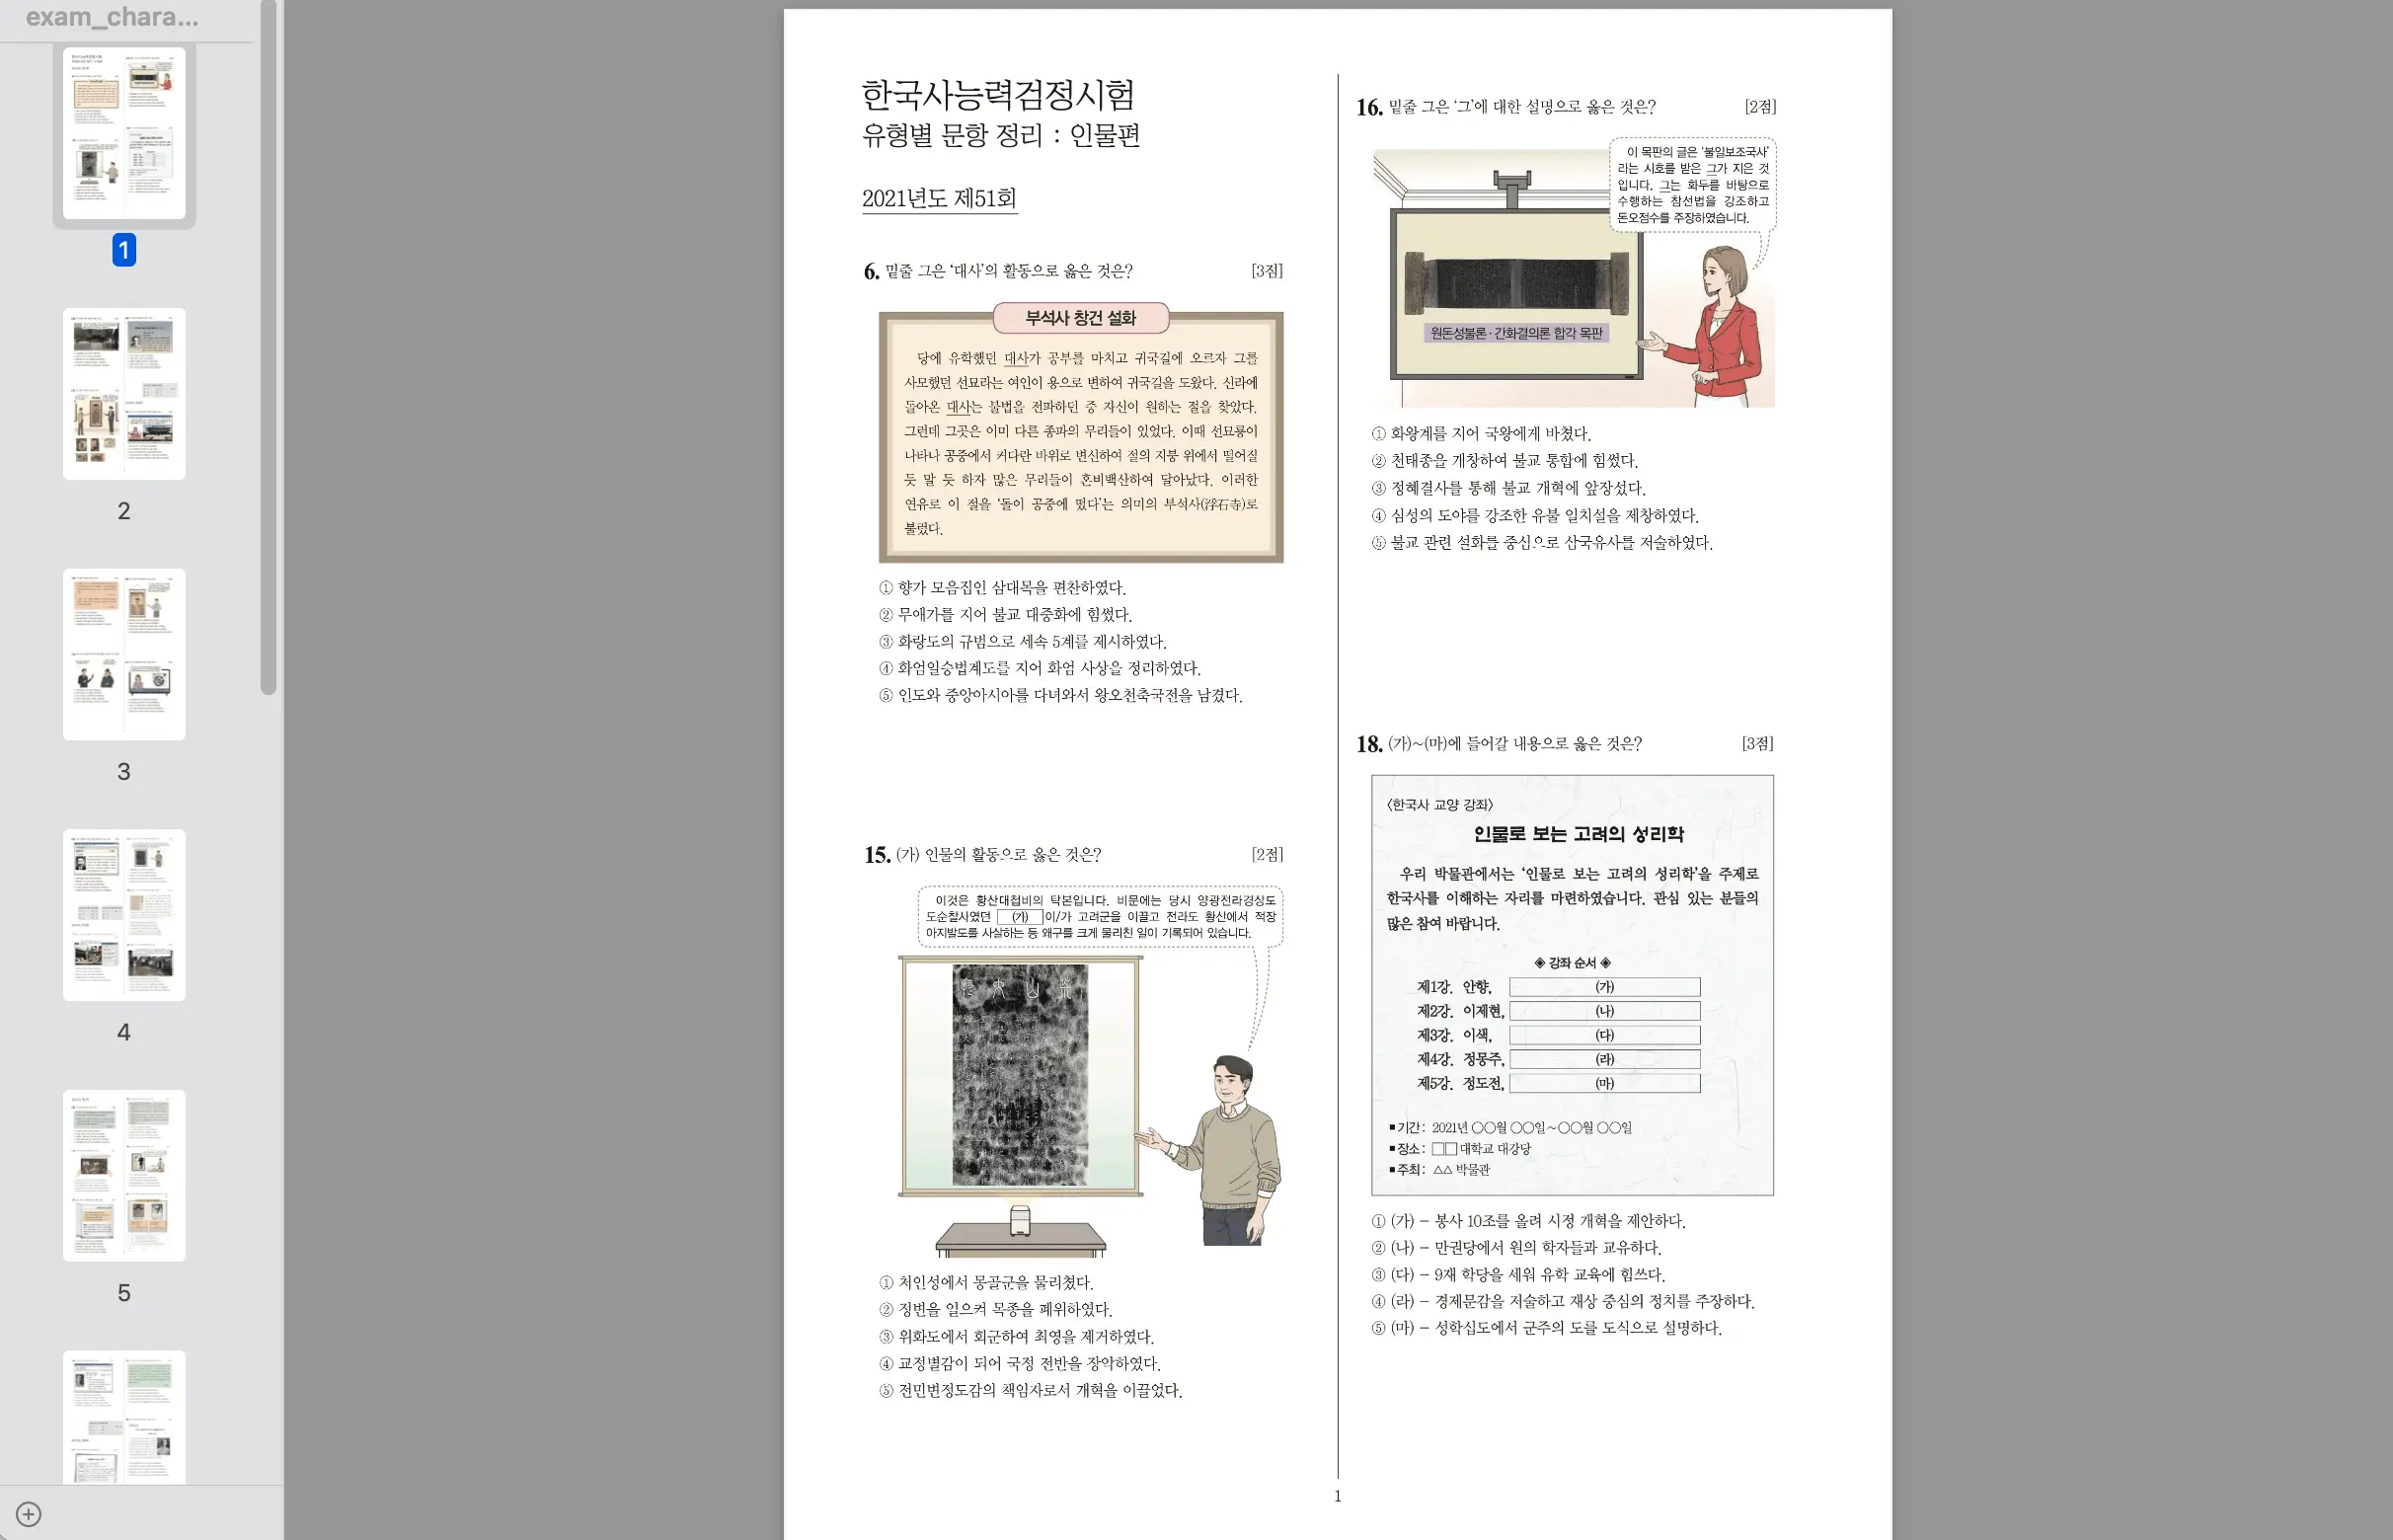 exam_chara...
1
2
3
4
5
한국사능력검정시험
유형별 문항 정리 : 인물편
2021년도 제51회
6. 밑줄 그은 ‘대사’의 활동으로 옳은 것은? [3점]
부석사 창건 설화
당에 유학했던 대사가 공부를 마치고 귀국길에 오르자 그를
사모했던 선묘라는 여인이 용으로 변하여 귀국길을 도왔다. 신라에
돌아온 대사는 불법을 전파하던 중 자신이 원하는 절을 찾았다.
그런데 그곳은 이미 다른 종파의 무리들이 있었다. 이때 선묘룡이
나타나 공중에서 커다란 바위로 변신하여 절의 지붕 위에서 떨어질
듯 말 듯 하자 많은 무리들이 혼비백산하여 달아났다. 이러한
연유로 이 절을 ‘돌이 공중에 떴다’는 의미의 부석사(浮石寺)로
불렀다.
① 향가 모음집인 삼대목을 편찬하였다.
② 무애가를 지어 불교 대중화에 힘썼다.
③ 화랑도의 규범으로 세속 5계를 제시하였다.
④ 화엄일승법계도를 지어 화엄 사상을 정리하였다.
⑤ 인도와 중앙아시아를 다녀와서 왕오천축국전을 남겼다.
15. (가) 인물의 활동으로 옳은 것은? [2점]
이것은 황산대첩비의 탁본입니다. 비문에는 당시 양광전라경상도
도순찰사였던 (가) 이/가 고려군을 이끌고 전라도 황산에서 적장
아지발도를 사살하는 등 왜구를 크게 물리친 일이 기록되어 있습니다.
① 처인성에서 몽골군을 물리쳤다.
② 정변을 일으켜 목종을 폐위하였다.
③ 위화도에서 회군하여 최영을 제거하였다.
④ 교정별감이 되어 국정 전반을 장악하였다.
⑤ 전민변정도감의 책임자로서 개혁을 이끌었다.
16. 밑줄 그은 ‘그’에 대한 설명으로 옳은 것은? [2점]
이 목판의 글은 ‘불일보조국사’
라는 시호를 받은 그가 지은 것
입니다. 그는 화두를 바탕으로
수행하는 참선법을 강조하고
돈오점수를 주장하였습니다.
원돈성불론·간화결의론 합각 목판
① 화왕계를 지어 국왕에게 바쳤다.
② 천태종을 개창하여 불교 통합에 힘썼다.
③ 정혜결사를 통해 불교 개혁에 앞장섰다.
④ 심성의 도야를 강조한 유불 일치설을 제창하였다.
⑤ 불교 관련 설화를 중심으로 삼국유사를 저술하였다.
18. (가)~(마)에 들어갈 내용으로 옳은 것은? [3점]
〈한국사 교양 강좌〉
인물로 보는 고려의 성리학
우리 박물관에서는 ‘인물로 보는 고려의 성리학’을 주제로
한국사를 이해하는 자리를 마련하였습니다. 관심 있는 분들의
많은 참여 바랍니다.
◈ 강좌 순서 ◈
제1강. 안향, (가)
제2강. 이제현, (나)
제3강. 이색, (다)
제4강. 정몽주, (라)
제5강. 정도전, (마)
■ 기간 : 2021년 ○○월 ○○일~○○월 ○○일
■ 장소 : □□ 대학교 대강당
■ 주최 : △△ 박물관
① (가) - 봉사 10조를 올려 시정 개혁을 제안하다.
② (나) - 만권당에서 원의 학자들과 교유하다.
③ (다) - 9재 학당을 세워 유학 교육에 힘쓰다.
④ (라) - 경제문감을 저술하고 재상 중심의 정치를 주장하다.
⑤ (마) - 성학십도에서 군주의 도를 도식으로 설명하다.
1